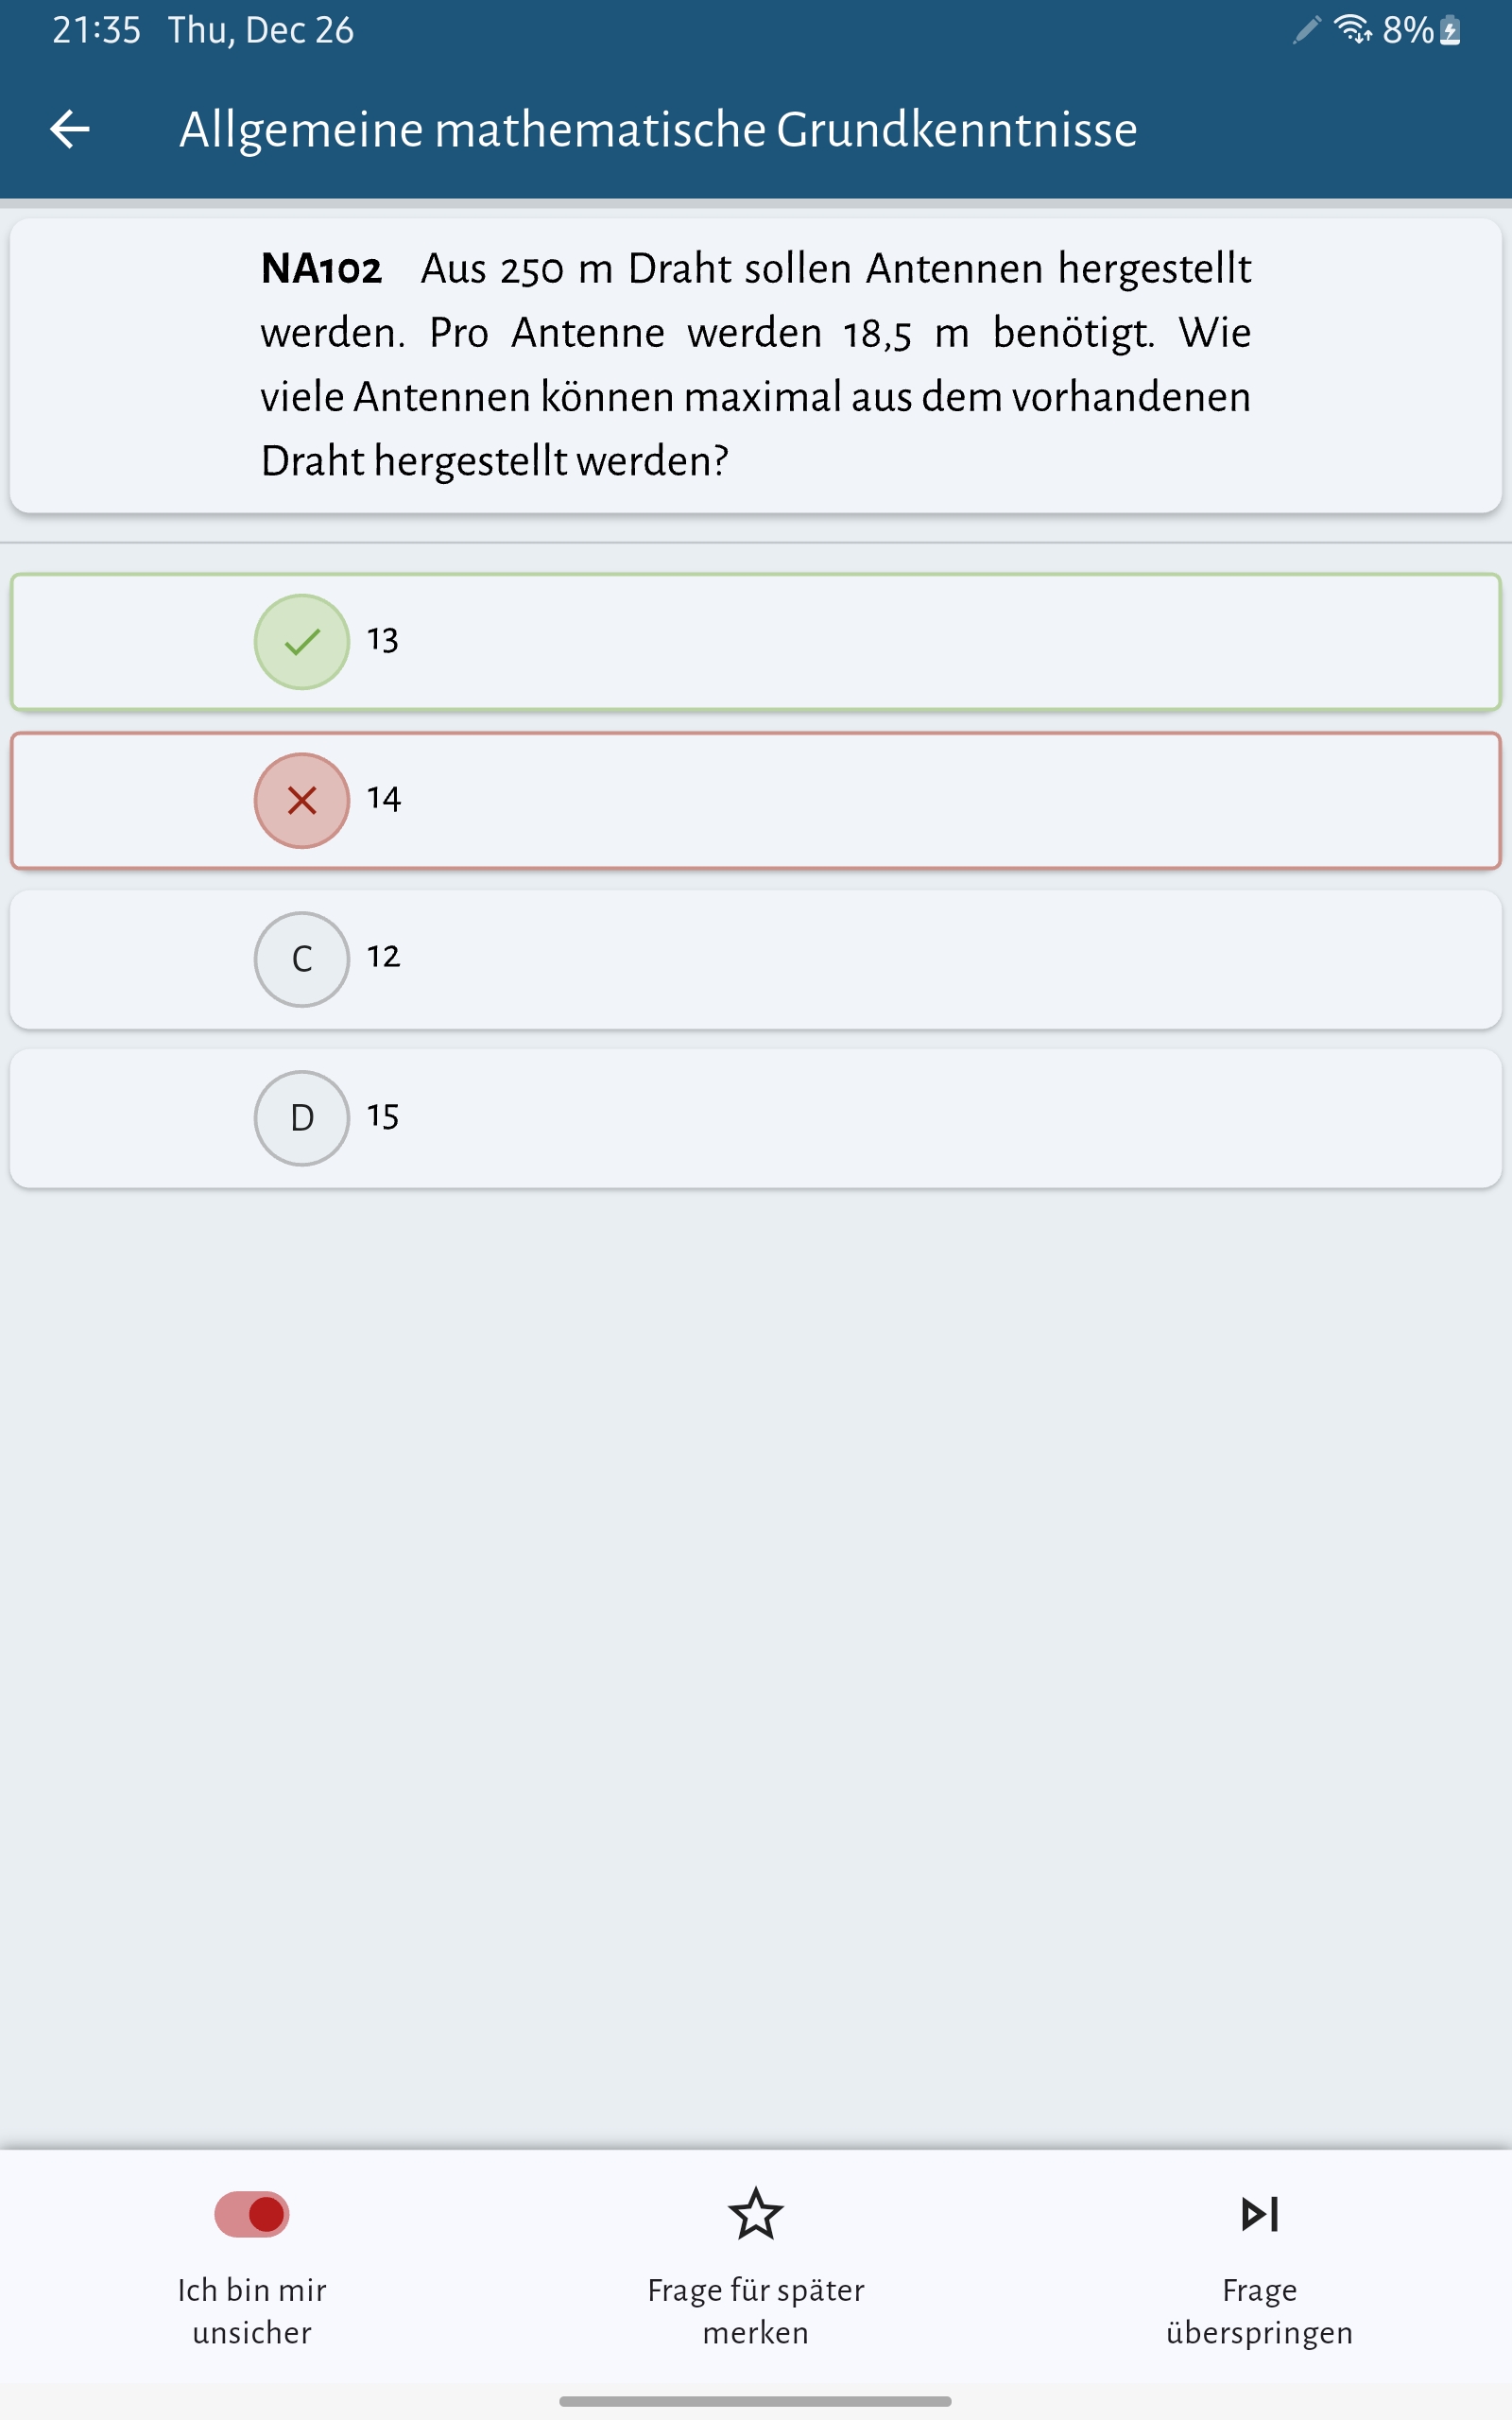 21:35 Thu, Dec 26 8%
Allgemeine mathematische Grundkenntnisse
NA102 Aus 250 m Draht sollen Antennen hergestellt
werden. Pro Antenne werden 18,5 m benötigt. Wie
viele Antennen können maximal aus dem vorhandenen
Draht hergestellt werden?
13
14
C 12
D 15
Ich bin mir
unsicher
Frage für später
merken
Frage
überspringen